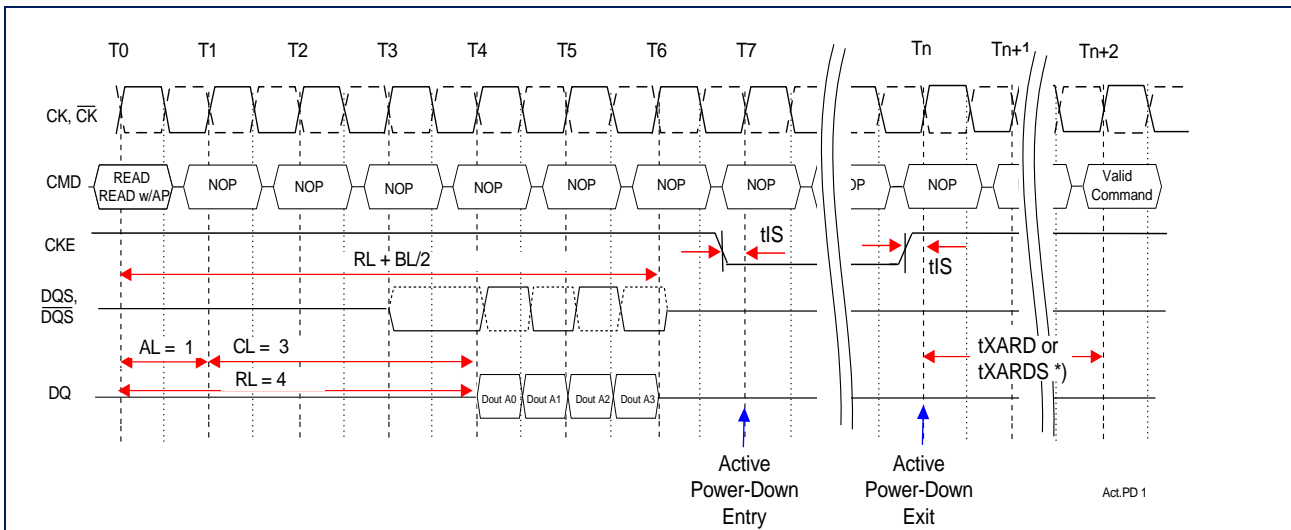 T0 T1 T2 T3 T4 T5 T6 T7 Tn Tn+1 Tn+2
CK, CK
CMD READ NOP NOP NOP NOP NOP NOP NOP OP NOP Valid
READ w/AP Command
CKE tIS tIS
RL + BL/2
DQS,
DQS
AL = 1 CL = 3 tXARD or
RL = 4 tXARDS *)
DQ Dout A0 Dout A1 Dout A2 Dout A3
Active Active
Power-Down Power-Down Act.PD 1
Entry Exit